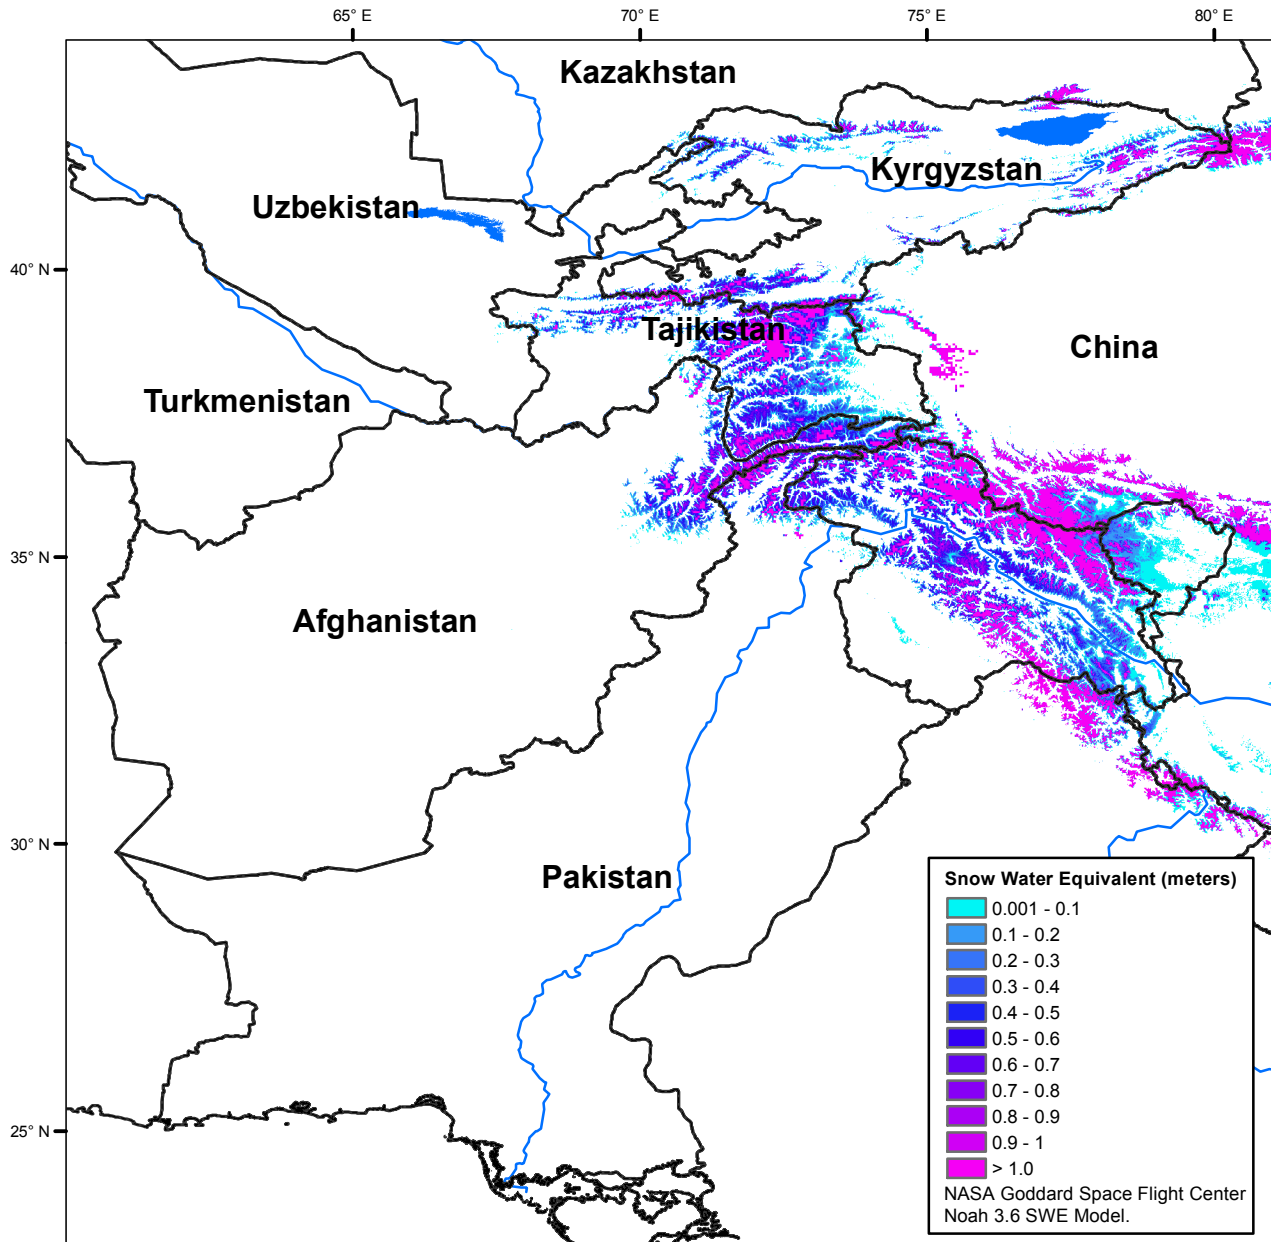 65° E
70° E
75° E
80° E
Kazakhstan
Kyrgyzstan
Uzbekistan
40° N
Tajikistan
China
Turkmenistan
35° N
Afghanistan
30° N
Pakistan
25° N
Snow Water Equivalent (meters)
0.001 - 0.1
0.1 - 0.2
0.2 - 0.3
0.3 - 0.4
0.4 - 0.5
0.5 - 0.6
0.6 - 0.7
0.7 - 0.8
0.8 - 0.9
0.9 - 1
> 1.0
NASA Goddard Space Flight Center
Noah 3.6 SWE Model.